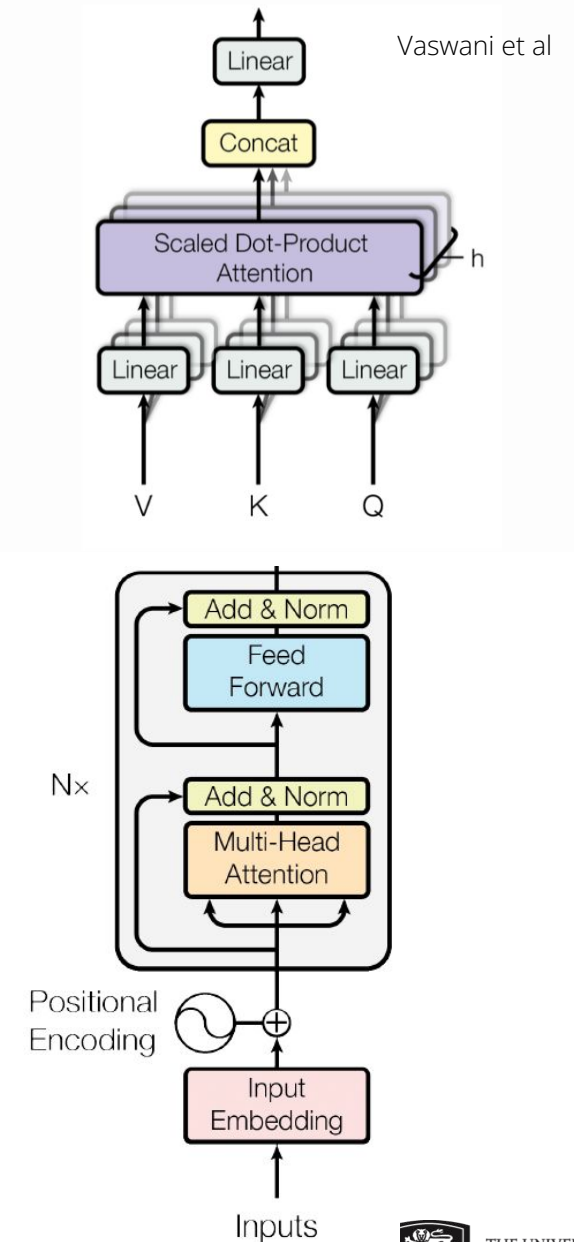 Vaswani et al
Linear
Concat
Scaled Dot-Product
Attention
h
Linear
Linear
Linear
V
K
Q
Add & Norm
Feed
Forward
Nx
Add & Norm
Multi-Head
Attention
Positional
Encoding
Input
Embedding
Inputs